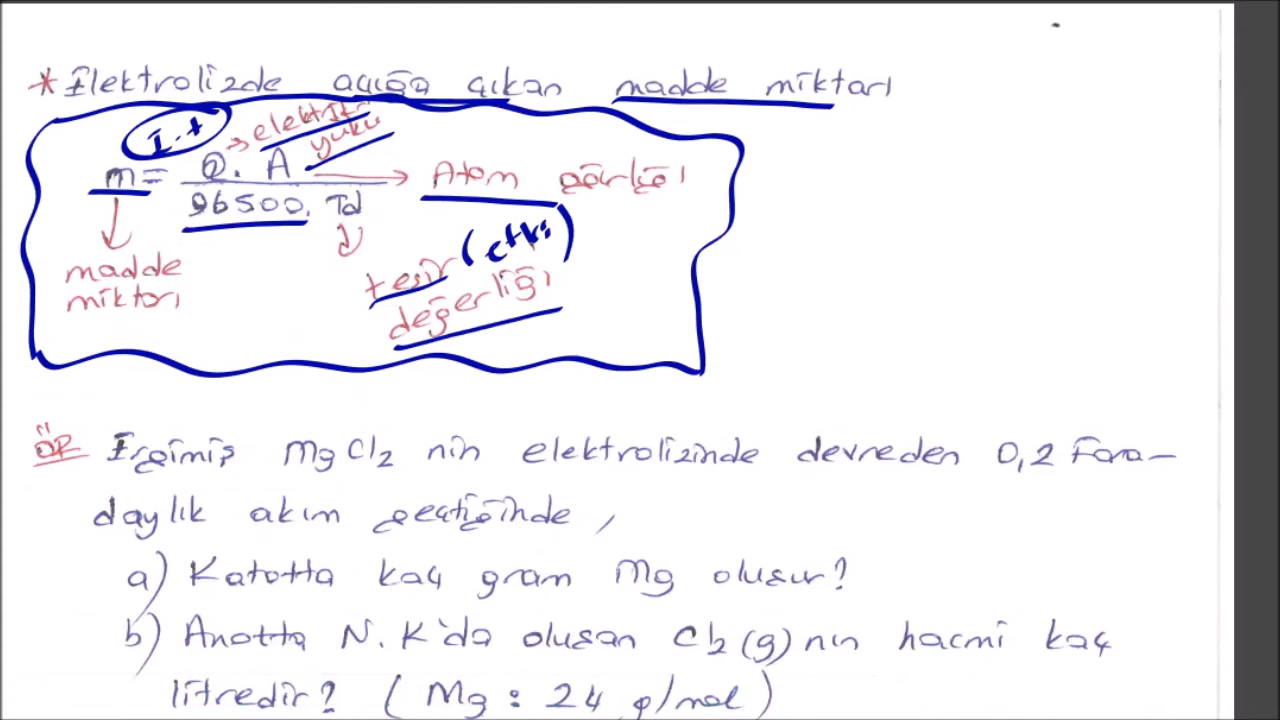 * Elektrolizde açığa çıkan madde miktarı
I.t → elektrik yükü
m = Q. A / 96500. Td → Atom ağırlığı
madde miktarı
tesir (etki) değerliği
ÖR Ergimiş MgCl2 nin elektrolizinde devreden 0,2 Fara-
daylık akım geçtiğinde,
a) Katotta kaç gram Mg oluşur?
b) Anotta N.K'da oluşan Cl2 (g) nın hacmi kaç
litredir? (Mg : 24 g/mol)